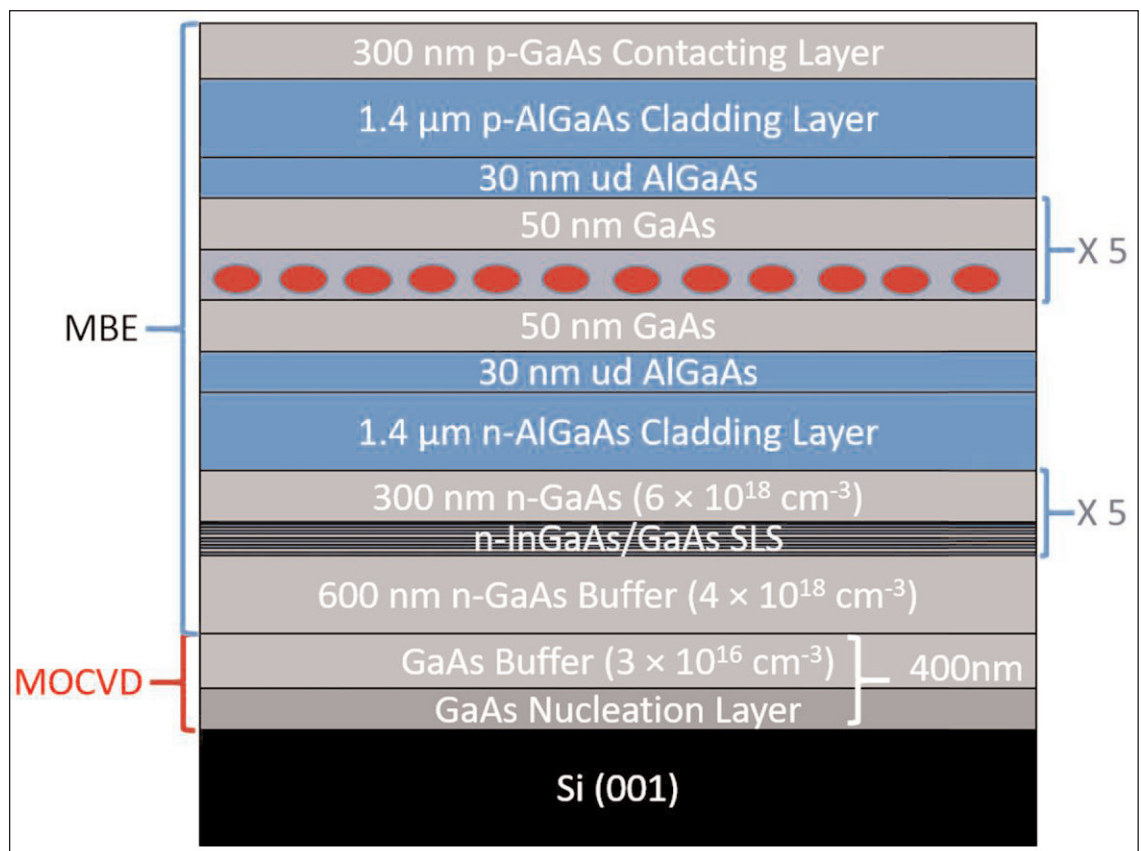 300 nm p-GaAs Contacting Layer
1.4 µm p-AlGaAs Cladding Layer
30 nm ud AlGaAs
50 nm GaAs
X 5
MBE
50 nm GaAs
30 nm ud AlGaAs
1.4 µm n-AlGaAs Cladding Layer
300 nm n-GaAs (6 × 10¹⁸ cm⁻³)
X 5
n-InGaAs/GaAs SLS
600 nm n-GaAs Buffer (4 × 10¹⁸ cm⁻³)
MOCVD
GaAs Buffer (3 × 10¹⁶ cm⁻³)
400nm
GaAs Nucleation Layer
Si (001)